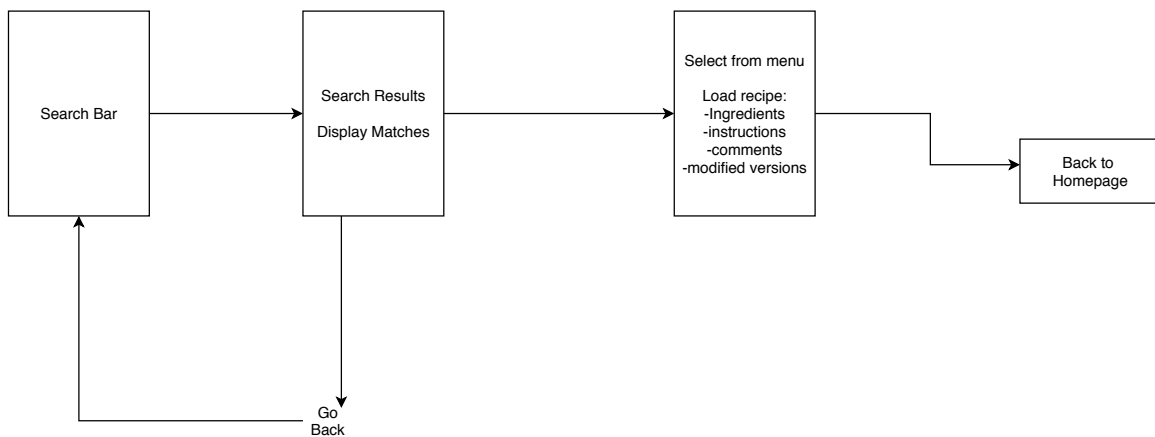 Search Bar
Search Results
Display Matches
Select from menu
Load recipe:
-Ingredients
-instructions
-comments
-modified versions
Back to
Homepage
Go
Back